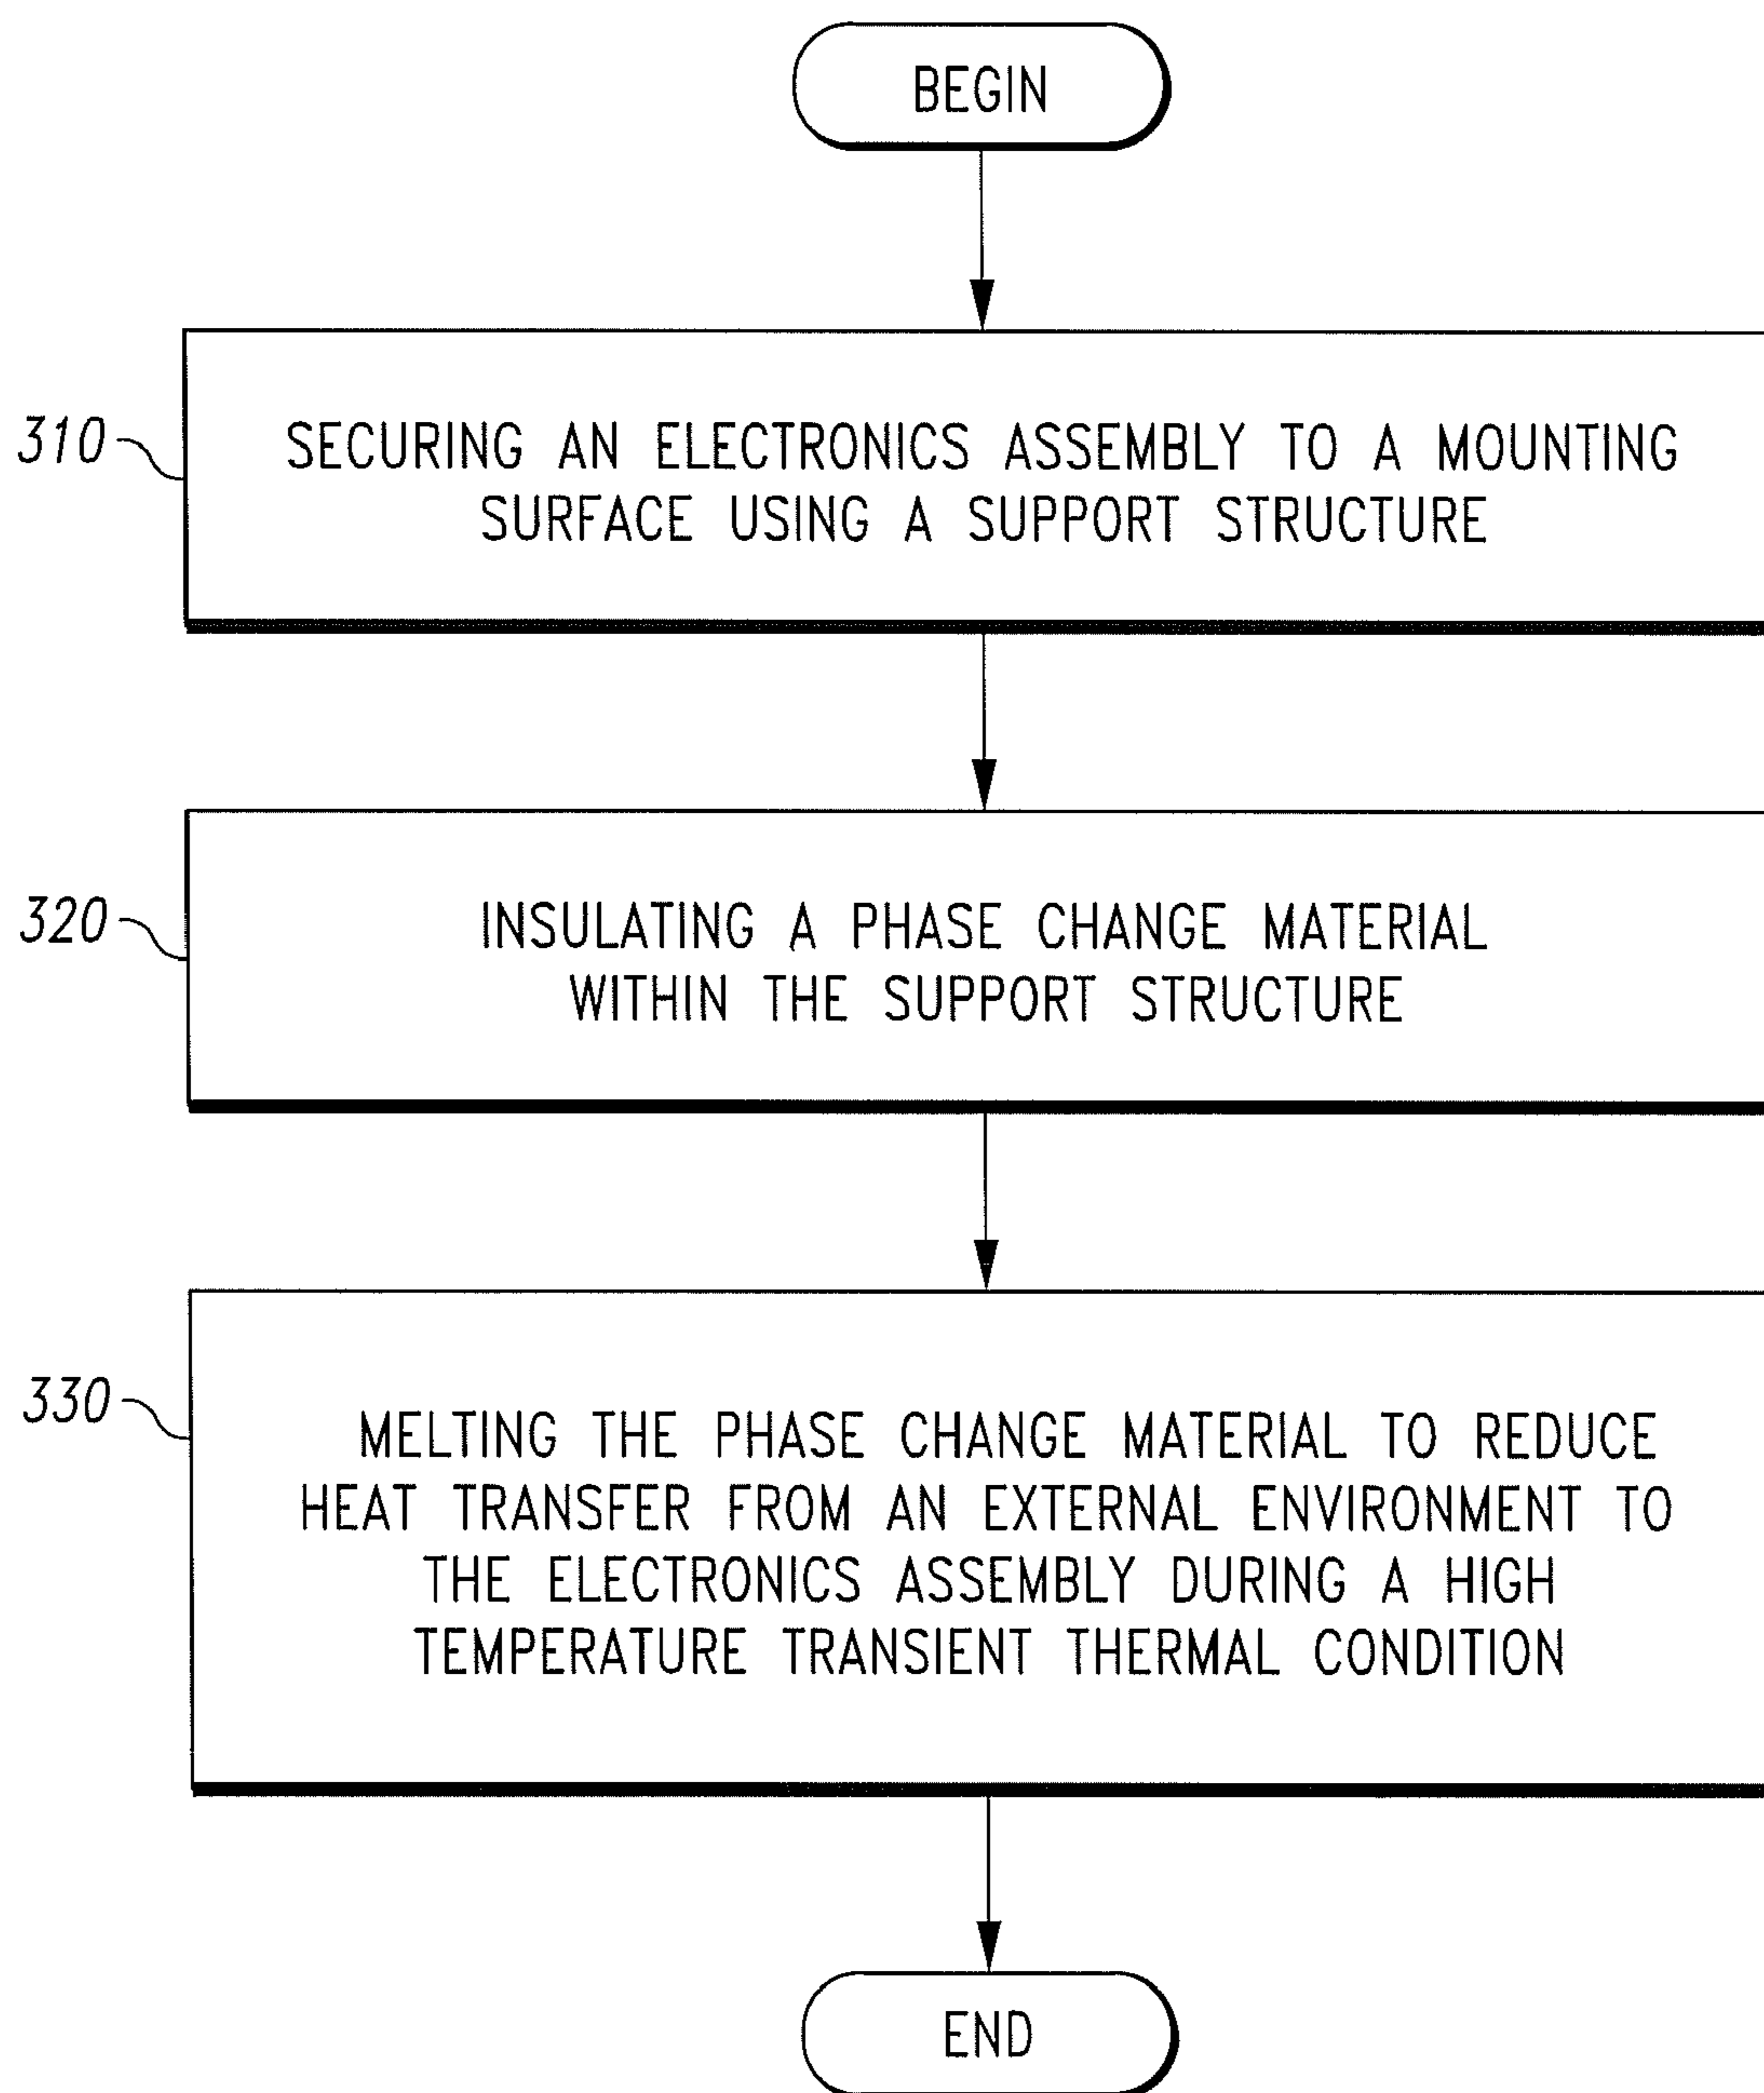 BEGIN
310
SECURING AN ELECTRONICS ASSEMBLY TO A MOUNTING
SURFACE USING A SUPPORT STRUCTURE
320
INSULATING A PHASE CHANGE MATERIAL
WITHIN THE SUPPORT STRUCTURE
330
MELTING THE PHASE CHANGE MATERIAL TO REDUCE
HEAT TRANSFER FROM AN EXTERNAL ENVIRONMENT TO
THE ELECTRONICS ASSEMBLY DURING A HIGH
TEMPERATURE TRANSIENT THERMAL CONDITION
END